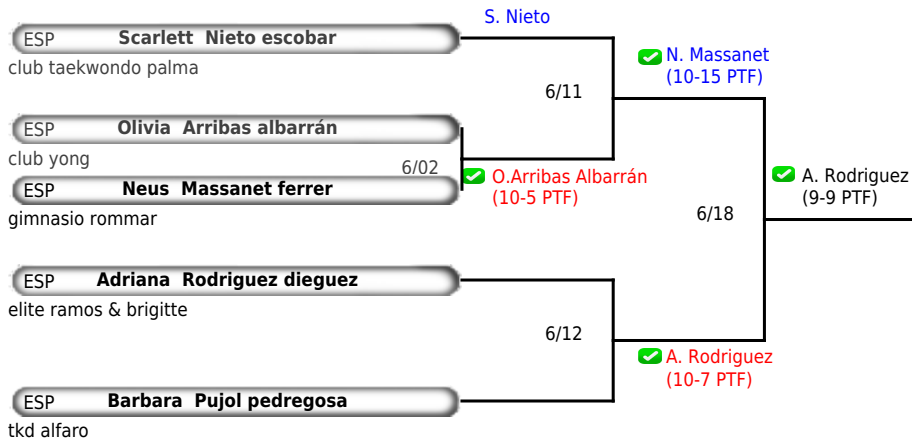 S. Nieto
ESP Scarlett Nieto escobar
club taekwondo palma
N. Massanet
(10-15 PTF)
6/11
ESP Olivia Arribas albarrán
club yong
6/02
O.Arribas Albarrán
(10-5 PTF)
ESP Neus Massanet ferrer
gimnasio rommar
A. Rodriguez
(9-9 PTF)
6/18
ESP Adriana Rodriguez dieguez
elite ramos & brigitte
6/12
A. Rodriguez
(10-7 PTF)
ESP Barbara Pujol pedregosa
tkd alfaro